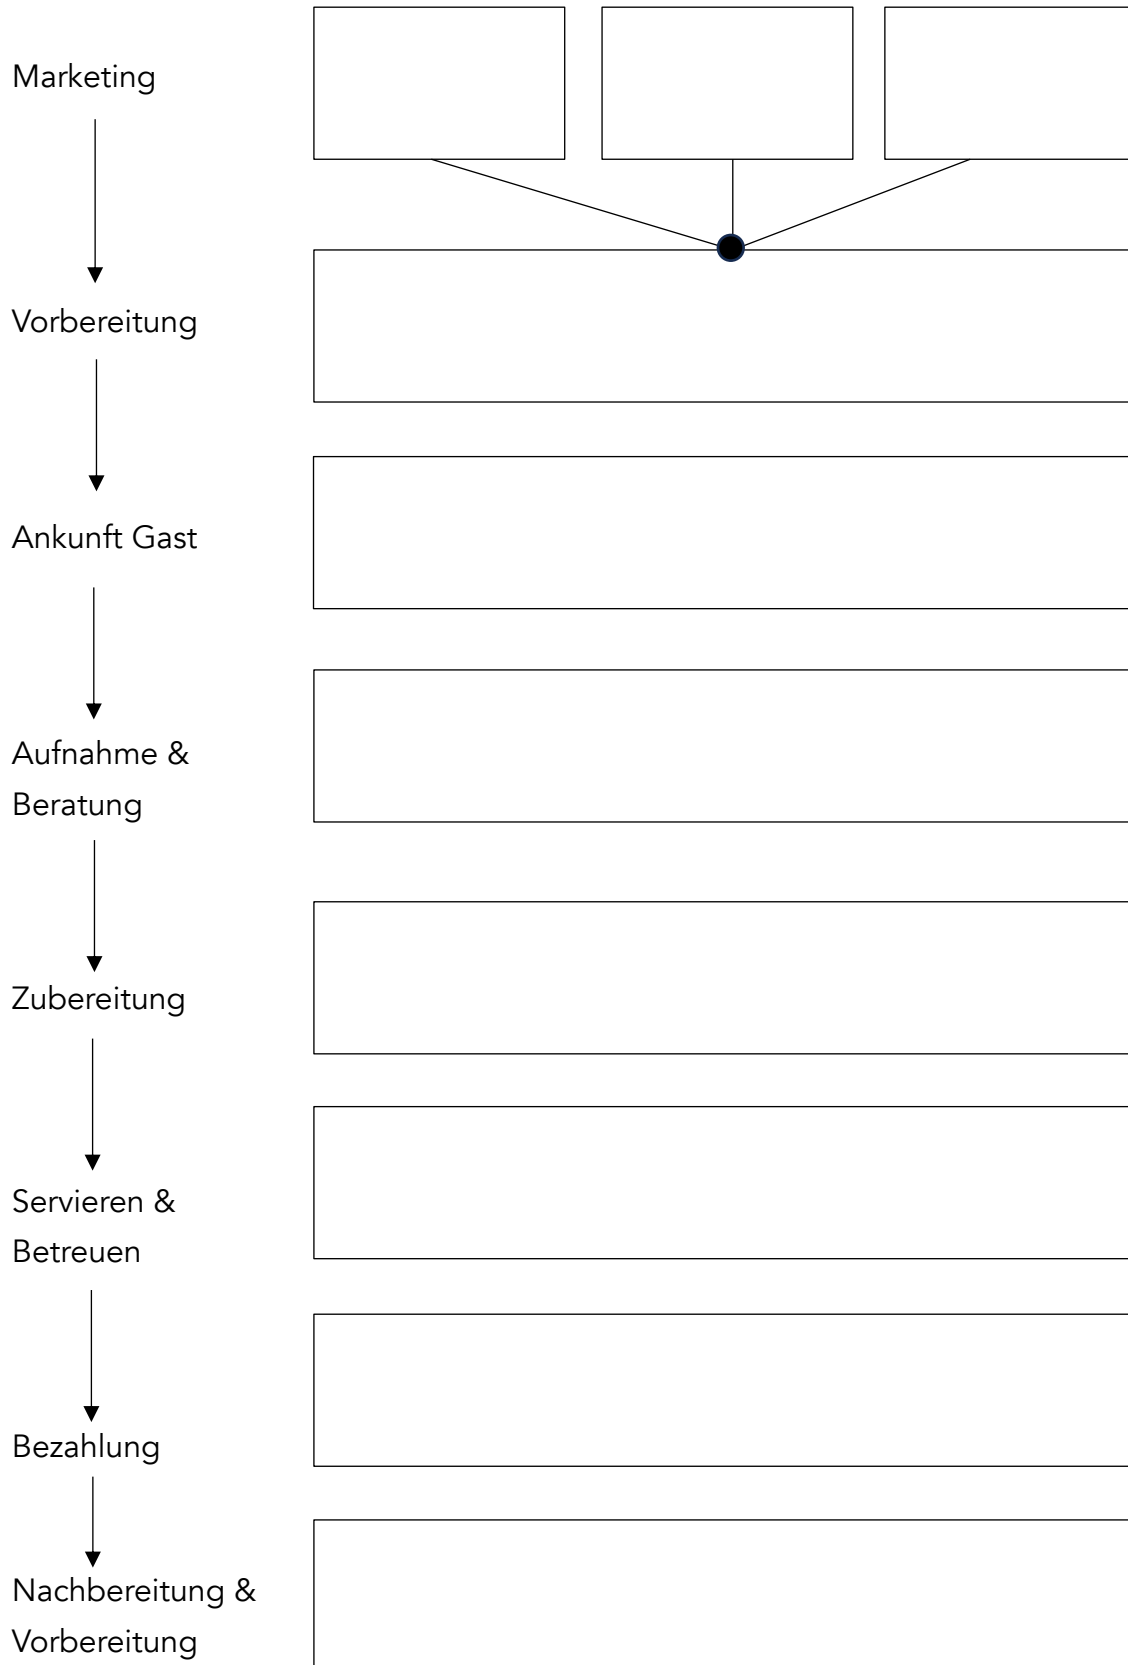 Marketing
Vorbereitung
Ankunft Gast
Aufnahme &
Beratung
Zubereitung
Servieren &
Betreuen
Bezahlung
Nachbereitung &
Vorbereitung